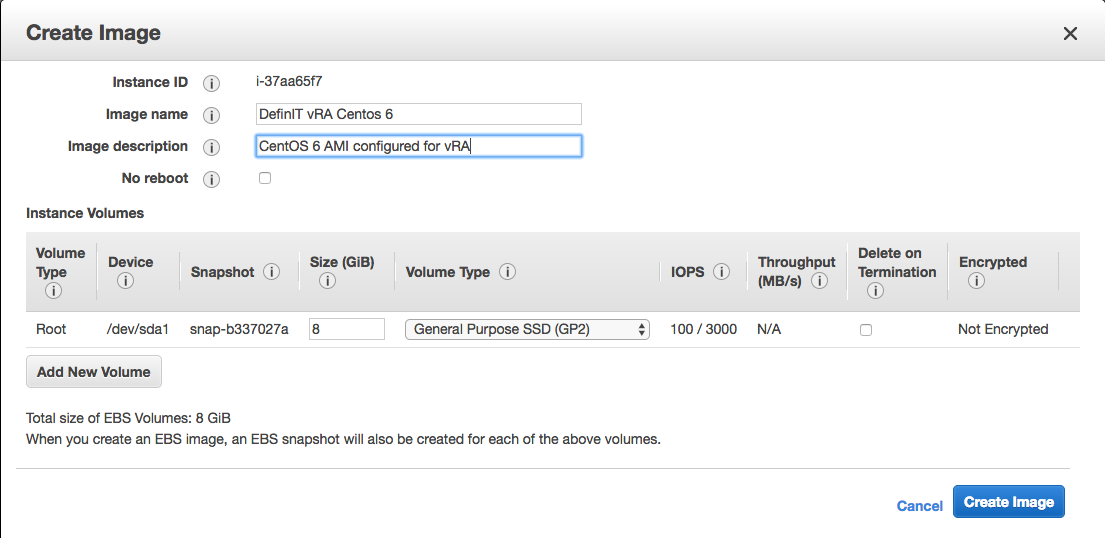 Create Image
Instance ID i-37aa65f7
Image name DefinIT vRA Centos 6
Image description CentOS 6 AMI configured for vRA
No reboot
Instance Volumes
Volume Type Device Snapshot Size (GiB) Volume Type IOPS Throughput (MB/s) Delete on Termination Encrypted
Root /dev/sda1 snap-b337027a 8 General Purpose SSD (GP2) 100 / 3000 N/A Not Encrypted
Add New Volume
Total size of EBS Volumes: 8 GiB
When you create an EBS image, an EBS snapshot will also be created for each of the above volumes.
Cancel Create Image